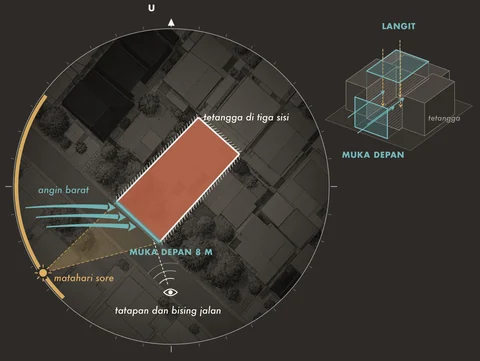 U
LANGIT
tetangga di tiga sisi
tetangga
MUKA DEPAN
angin barat
MUKA DEPAN 8 M
matahari sore
tatapan dan bising jalan